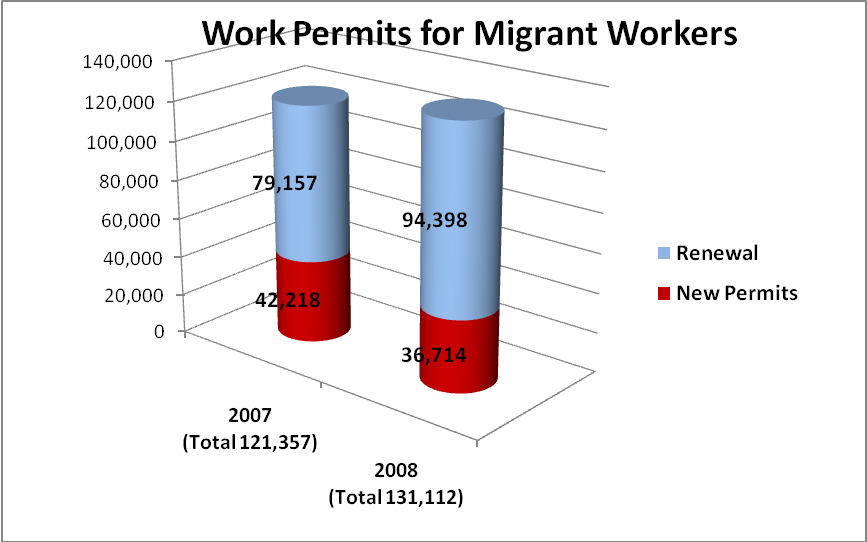 Work Permits for Migrant Workers
140,000
120,000
100,000
80,000
60,000
40,000
20,000
0
79,157
42,218
94,398
36,714
2007
(Total 121,357)
2008
(Total 131,112)
Renewal
New Permits